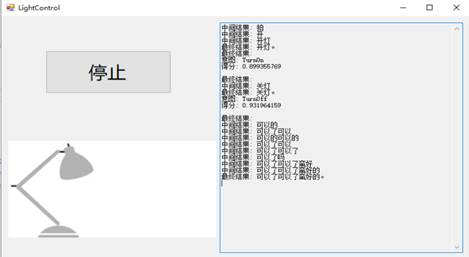 LightControl
停止
中间结果: 拍
中间结果: 开
中间结果: 开灯
最终结果: 开灯。
最终结果:
意图: TurnOn
得分: 0.899355769
最终结果:
中间结果: 关灯
最终结果: 关灯。
意图: TurnOff
得分: 0.931964159
最终结果:
中间结果: 可以的
中间结果: 可以了可以
中间结果: 可以的可以的
中间结果: 可以了可以
中间结果: 可以了可以了
中间结果: 可以了吗
中间结果: 可以了可以了富好
中间结果: 可以了可以了富好的
最终结果: 可以了可以了富好的。